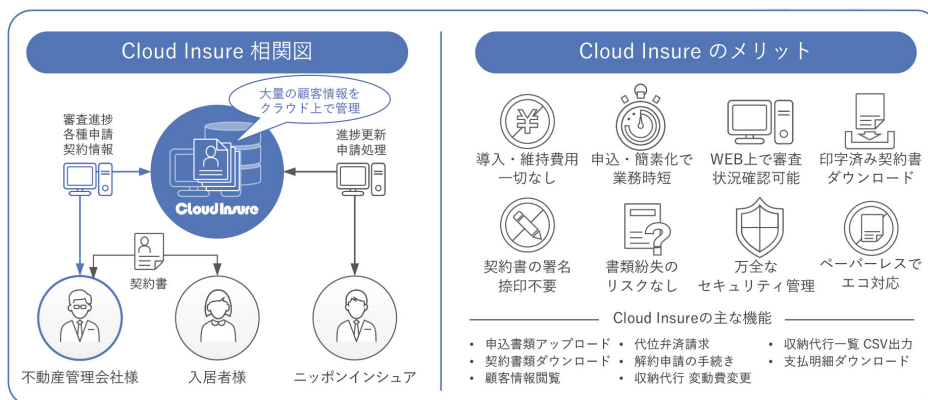 Cloud Insure 相関図
大量の顧客情報を
クラウド上で管理
審査進捗
各種申請
契約情報
進捗更新
申請処理
CloudInsure
契約書
不動産管理会社様
入居者様
ニッポンインシュア
Cloud Insure のメリット
導入・維持費用
一切なし
申込・簡素化で
業務時短
WEB上で審査
状況確認可能
印字済み契約書
ダウンロード
契約書の署名
捺印不要
書類紛失の
リスクなし
万全な
セキュリティ管理
ペーパーレスで
エコ対応
Cloud Insureの主な機能
• 申込書類アップロード
• 契約書類ダウンロード
• 顧客情報閲覧
• 代位弁済請求
• 解約申請の手続き
• 収納代行 変動費変更
• 収納代行一覧 CSV出力
• 支払明細ダウンロード